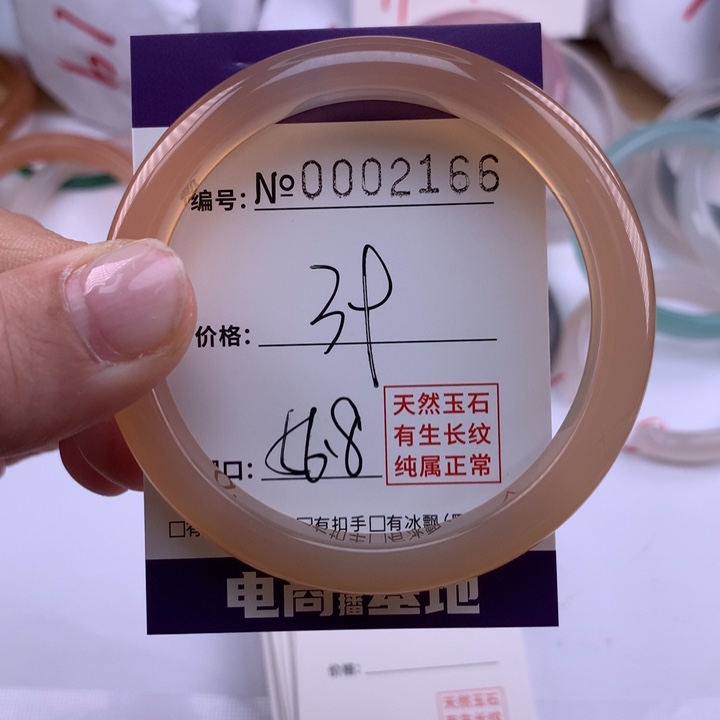 编号: №0002166
价格:
口: 56.8
天然玉石
有生长纹
纯属正常
□有 □有扣手□有冰飘
电商播基地
价格:
天然玉石